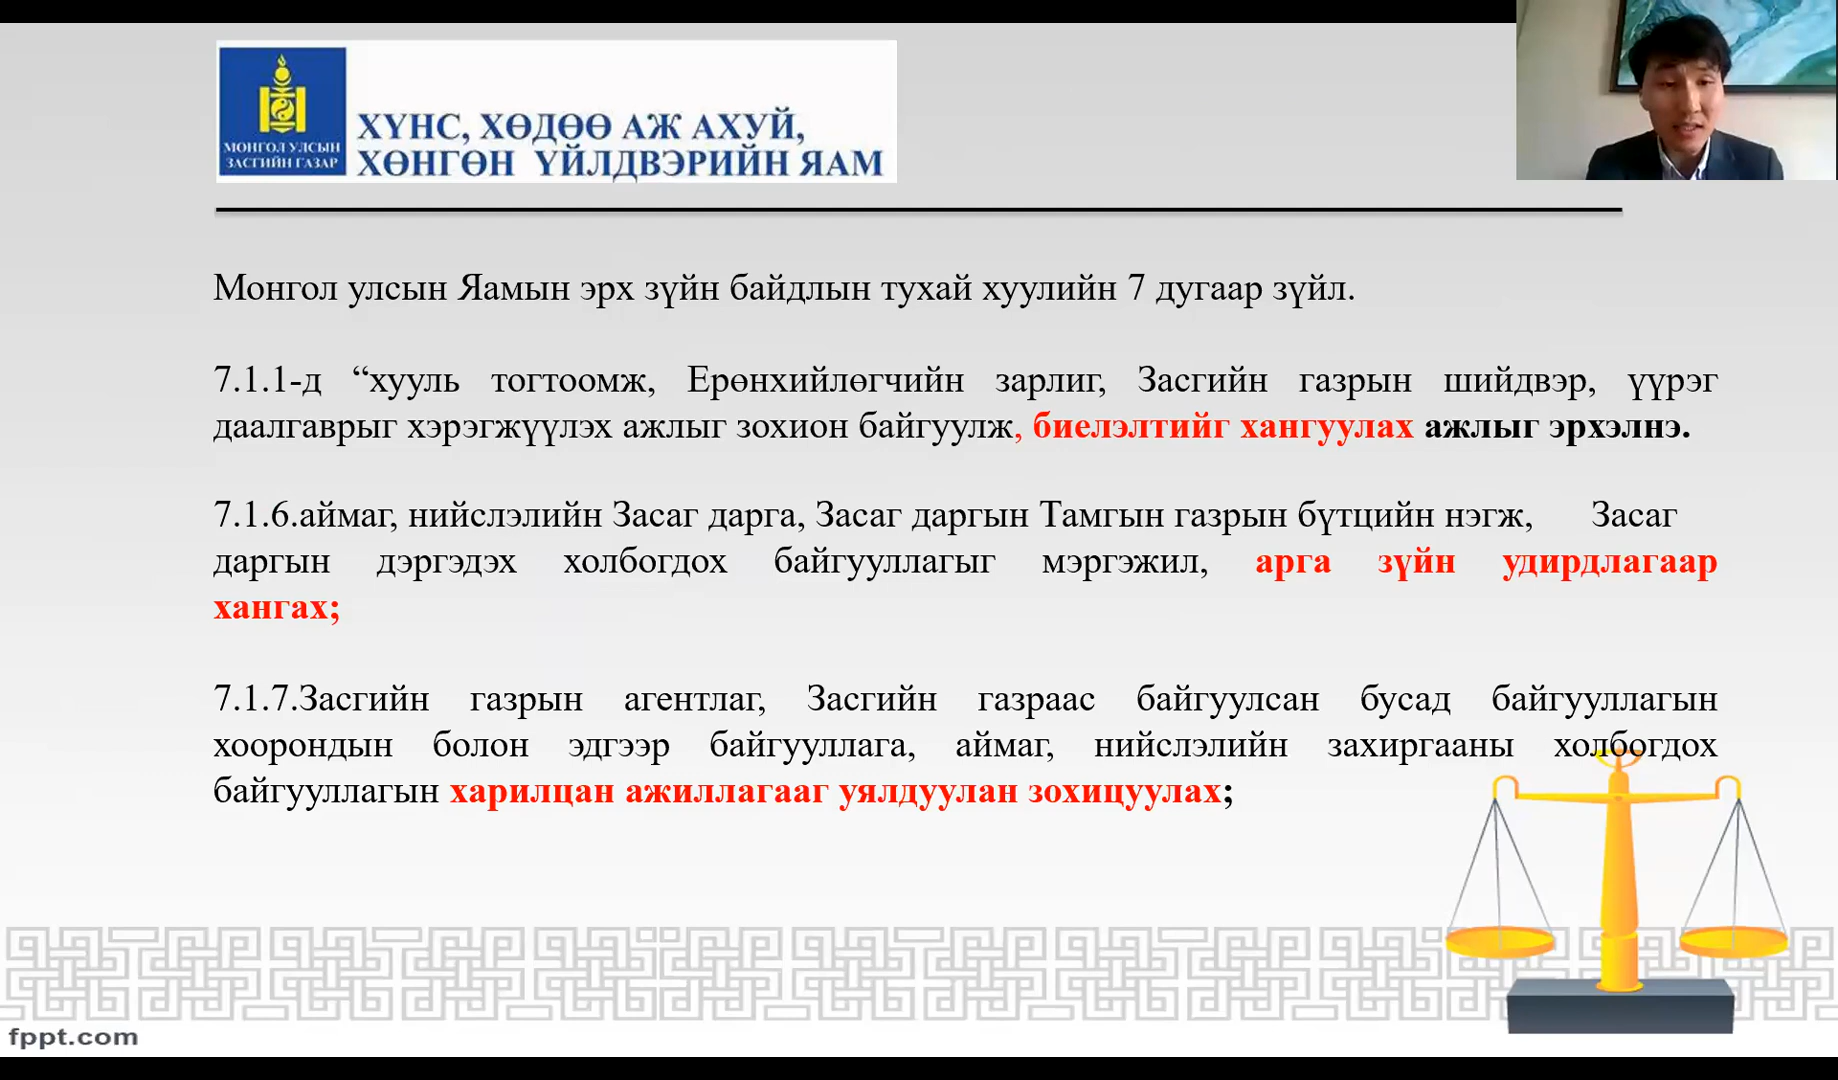 МОНГОЛ УЛСЫН
ЗАСГИЙН ГАЗАР
ХҮНС, ХӨДӨӨ АЖ АХУЙ,
ХӨНГӨН ҮЙЛДВЭРИЙН ЯАМ
Монгол улсын Яамын эрх зүйн байдлын тухай хуулийн 7 дугаар зүйл.
7.1.1-д “хууль тогтоомж, Ерөнхийлөгчийн зарлиг, Засгийн газрын шийдвэр, үүрэг
даалгаврыг хэрэгжүүлэх ажлыг зохион байгуулж, биелэлтийг хангуулах ажлыг эрхэлнэ.
7.1.6.аймаг, нийслэлийн Засаг дарга, Засаг даргын Тамгын газрын бүтцийн нэгж, Засаг
даргын дэргэдэх холбогдох байгууллагыг мэргэжил, арга зүйн удирдлагаар
хангах;
7.1.7.Засгийн газрын агентлаг, Засгийн газраас байгуулсан бусад байгууллагын
хоорондын болон эдгээр байгууллага, аймаг, нийслэлийн захиргааны холбогдох
байгууллагын харилцан ажиллагааг уялдуулан зохицуулах;
fppt.com